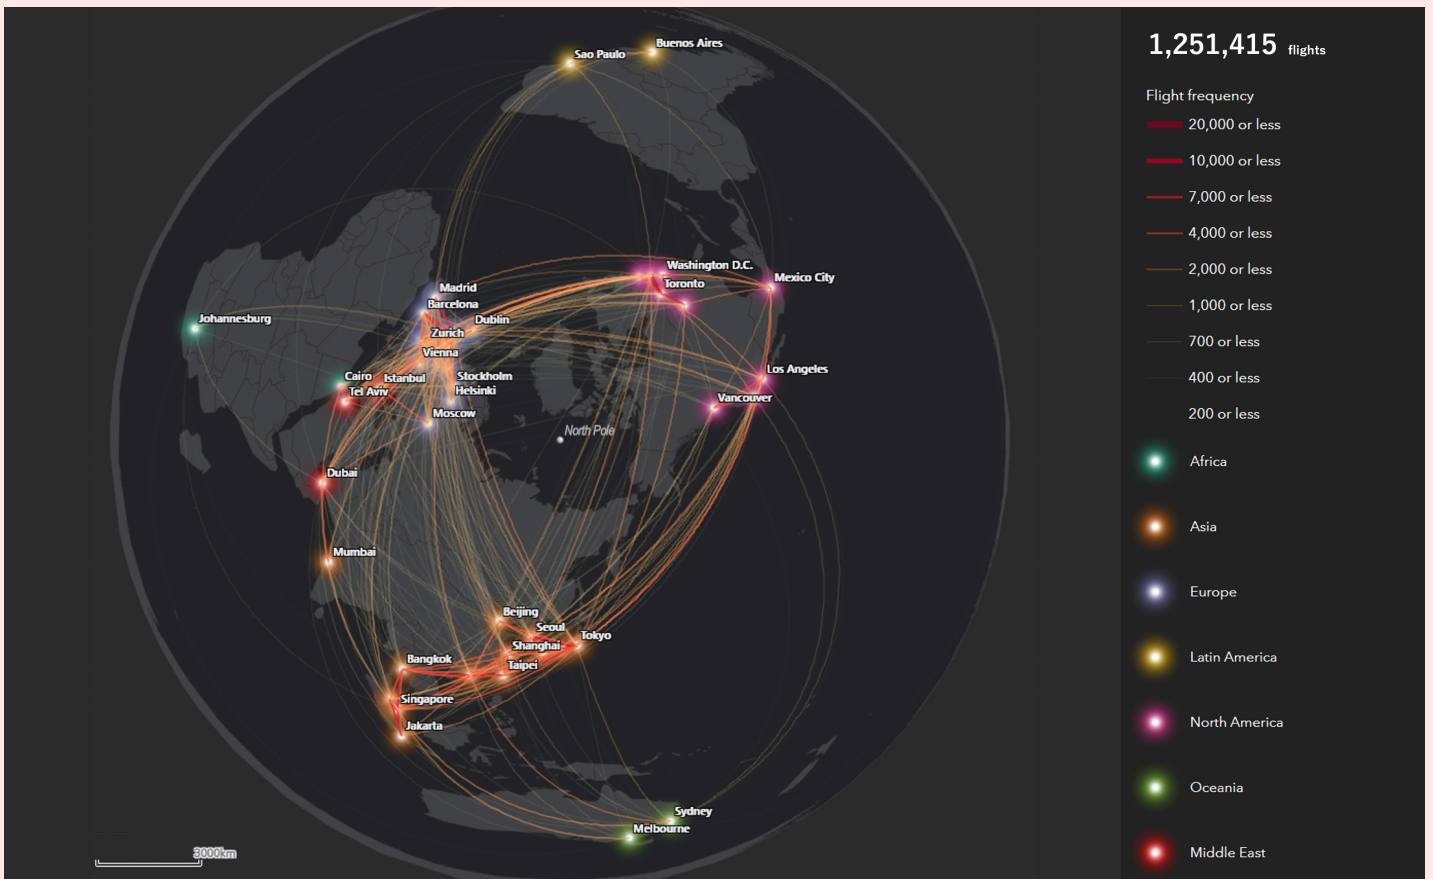 1,251,415 flights
Flight frequency
20,000 or less
10,000 or less
7,000 or less
4,000 or less
2,000 or less
1,000 or less
700 or less
400 or less
200 or less
Africa
Asia
Europe
Latin America
North America
Oceania
Middle East
Buenos Aires
Sao Paulo
Washington D.C.
Mexico City
Toronto
Madrid
Barcelona
Johannesburg
Dublin
Zurich
Vienna
Los Angeles
Cairo
Istanbul
Stockholm
Tel Aviv
Helsinki
Vancouver
Moscow
North Pole
Dubai
Mumbai
Beijing
Seoul
Tokyo
Shanghai
Bangkok
Taipei
Singapore
Jakarta
Sydney
Melbourne
3000km